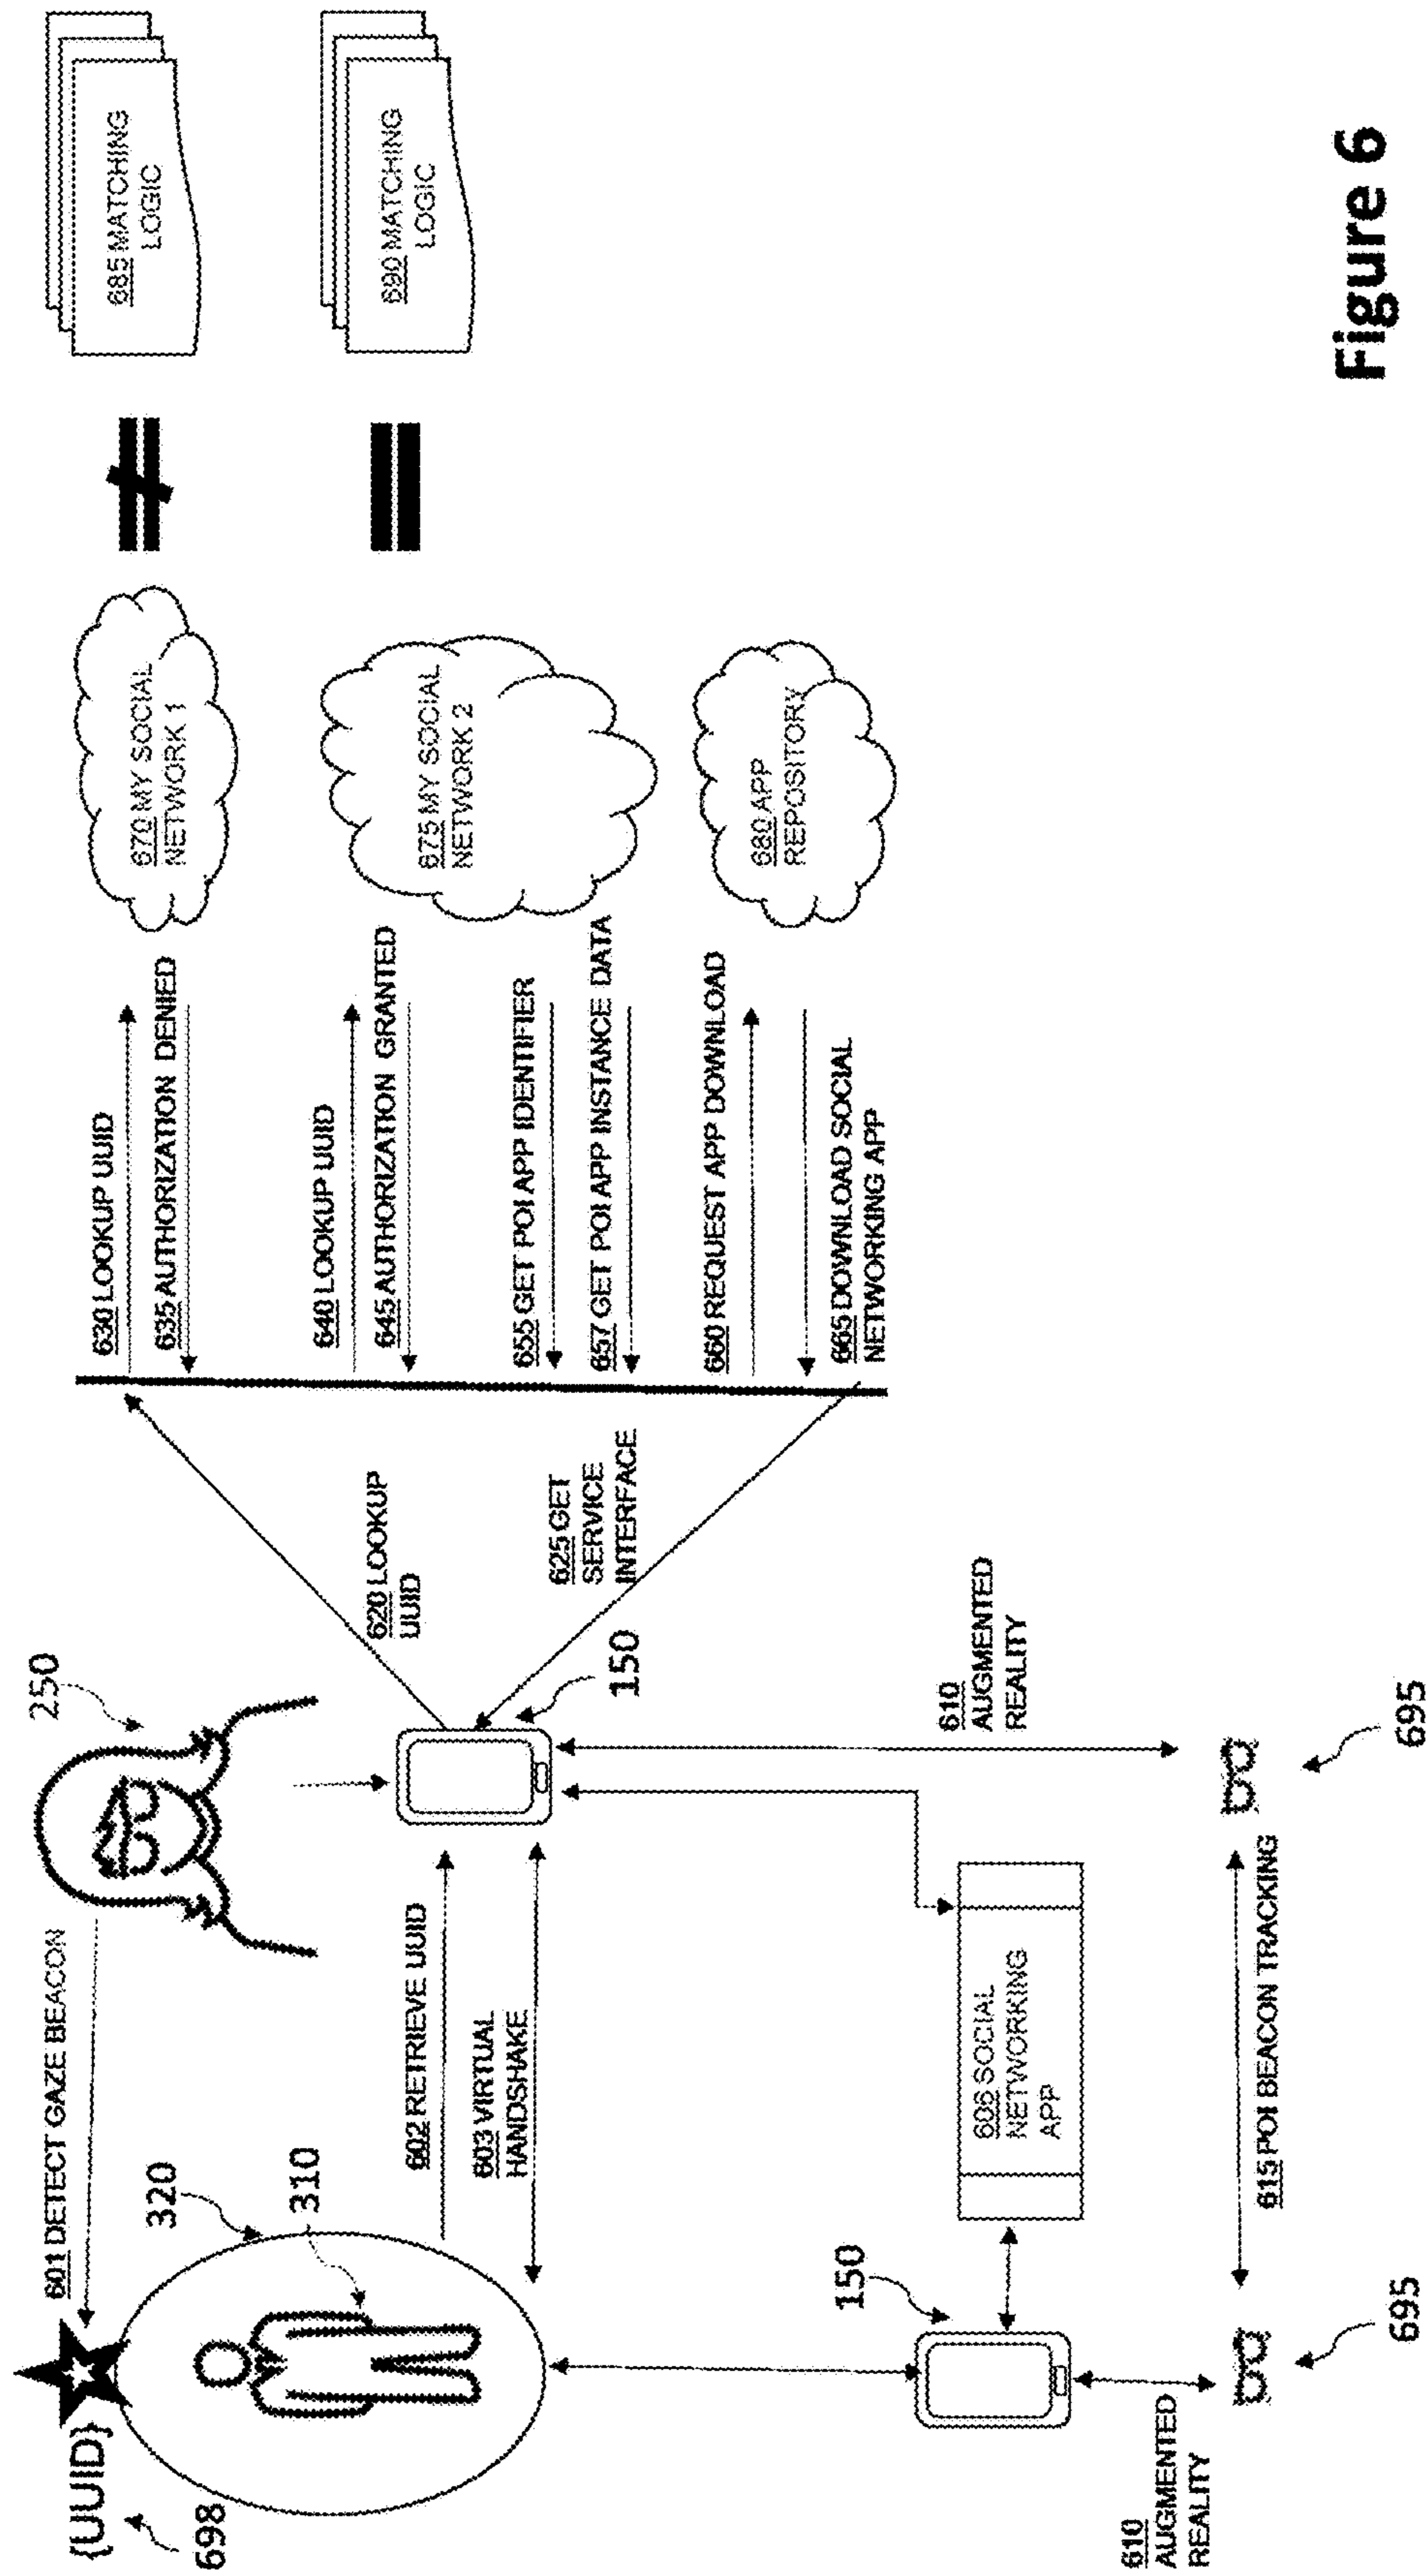 {UUID}
698
601 DETECT GAZE BEACON
250
320
310
602 RETRIEVE UUID
603 VIRTUAL
HANDSHAKE
150
620 LOOKUP
UUID
625 GET
SERVICE
INTERFACE
630 LOOKUP UUID
635 AUTHORIZATION DENIED
640 LOOKUP UUID
645 AUTHORIZATION GRANTED
655 GET POI APP IDENTIFIER
657 GET POI APP INSTANCE DATA
660 REQUEST APP DOWNLOAD
665 DOWNLOAD SOCIAL
NETWORKING APP
670 MY SOCIAL
NETWORK 1
675 MY SOCIAL
NETWORK 2
680 APP
REPOSITORY
685 MATCHING
LOGIC
690 MATCHING
LOGIC
150
606 SOCIAL
NETWORKING
APP
610
AUGMENTED
REALITY
610
AUGMENTED
REALITY
615 POI BEACON TRACKING
695
695
Figure 6